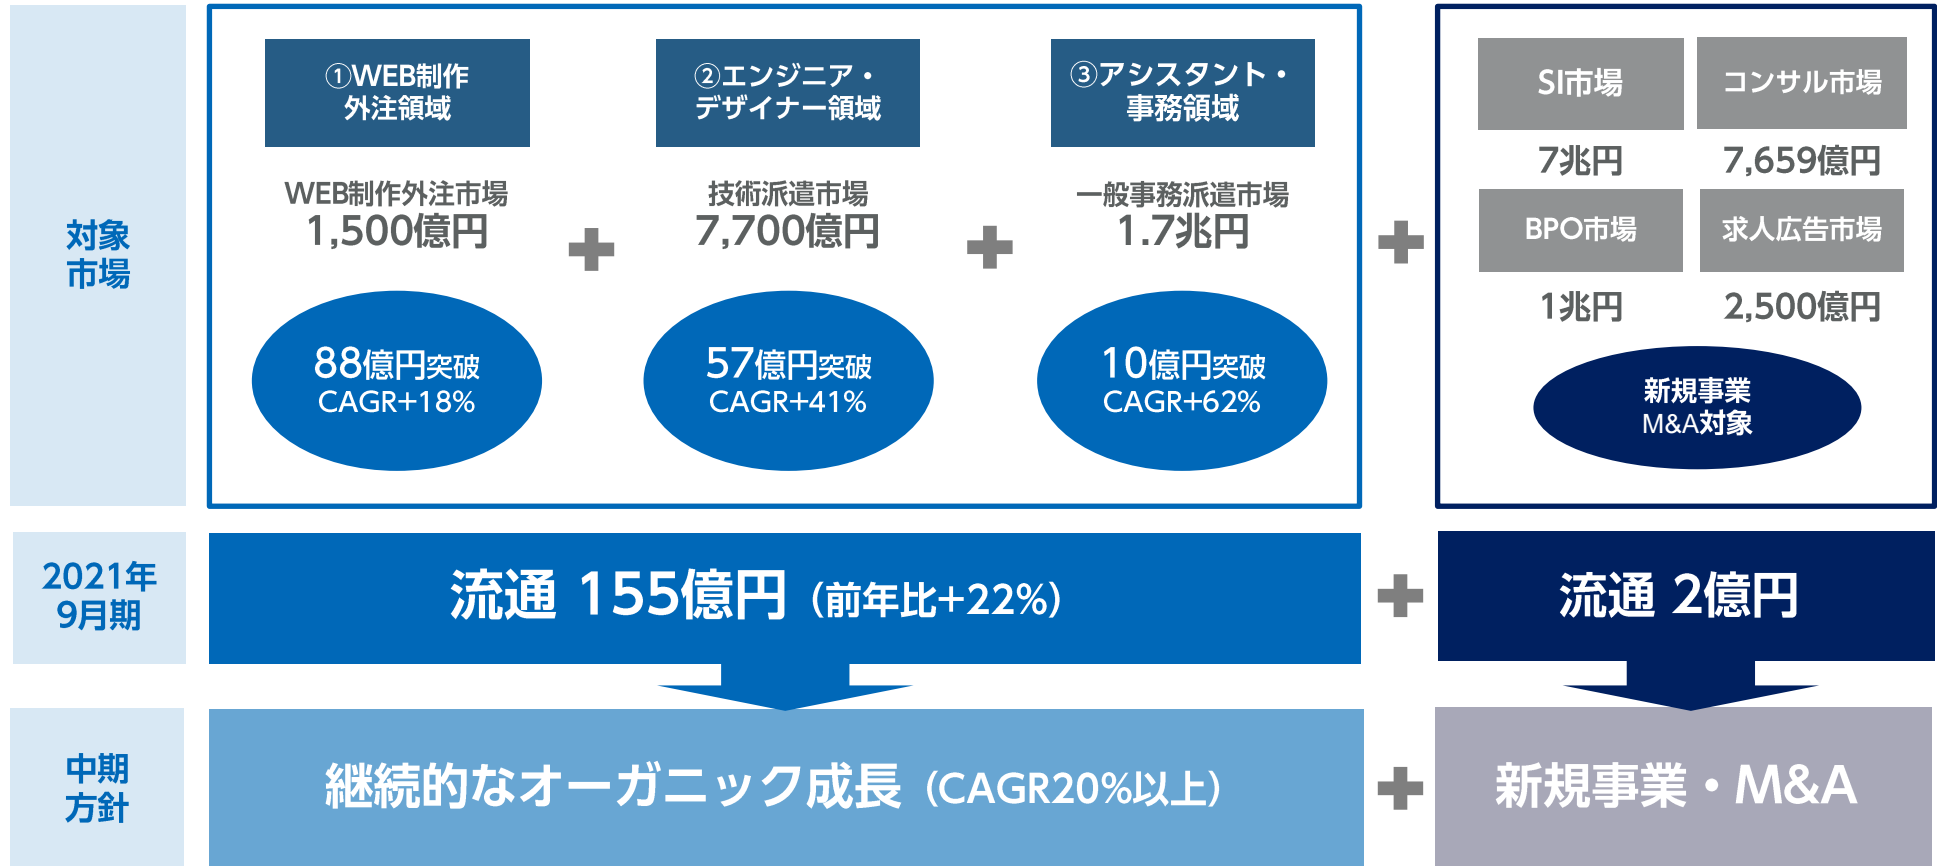 対象
市場
①WEB制作
外注領域
WEB制作外注市場
1,500億円
88億円突破
CAGR+18%
②エンジニア・
デザイナー領域
技術派遣市場
7,700億円
57億円突破
CAGR+41%
③アシスタント・
事務領域
一般事務派遣市場
1.7兆円
10億円突破
CAGR+62%
SI市場
7兆円
コンサル市場
7,659億円
BPO市場
1兆円
求人広告市場
2,500億円
新規事業
M&A対象
2021年
9月期
流通 155億円（前年比+22%）
流通 2億円
中期
方針
継続的なオーガニック成長（CAGR20%以上）
新規事業・M&A